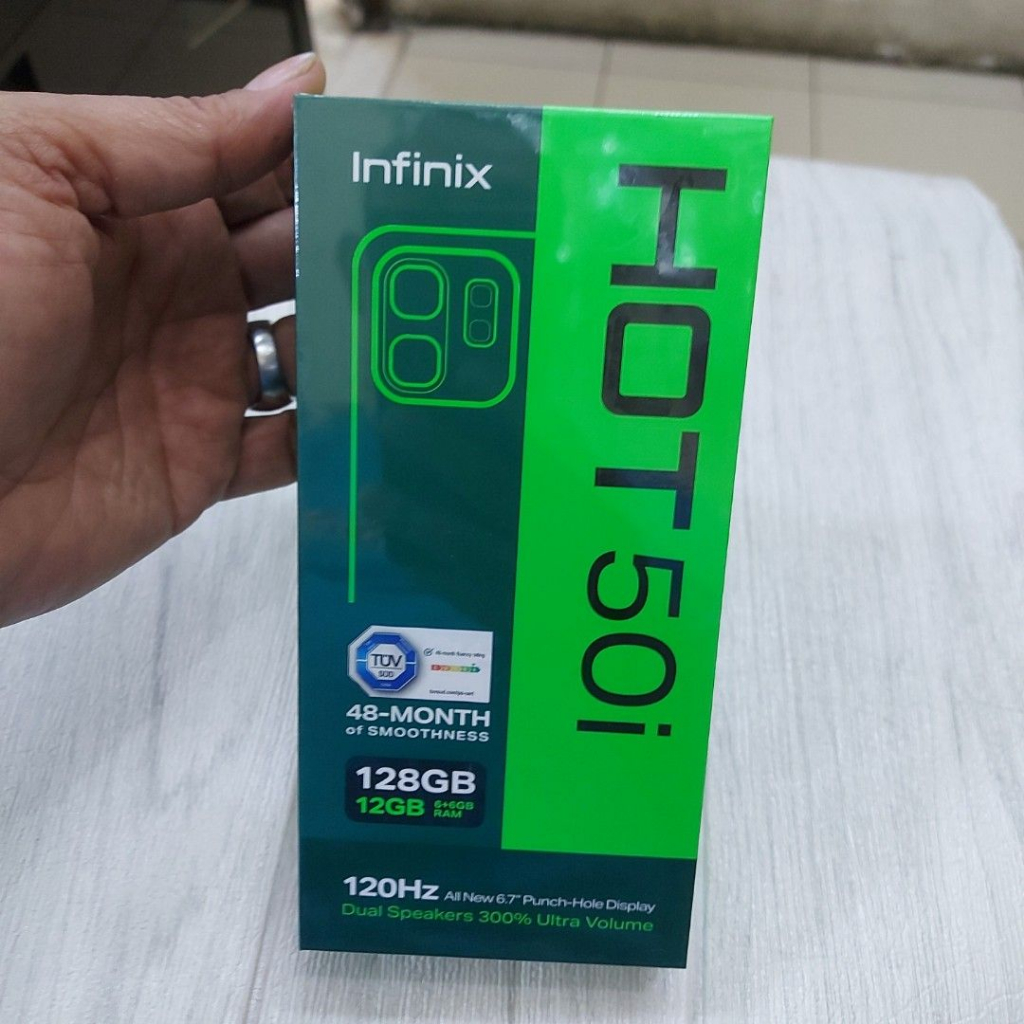 Infinix
HOT 50i
TÜV
SÜD
48-MONTH
of SMOOTHNESS
128GB
12GB 6+6GB
RAM
120Hz All New 6.7" Punch-Hole Display
Dual Speakers 300% Ultra Volume